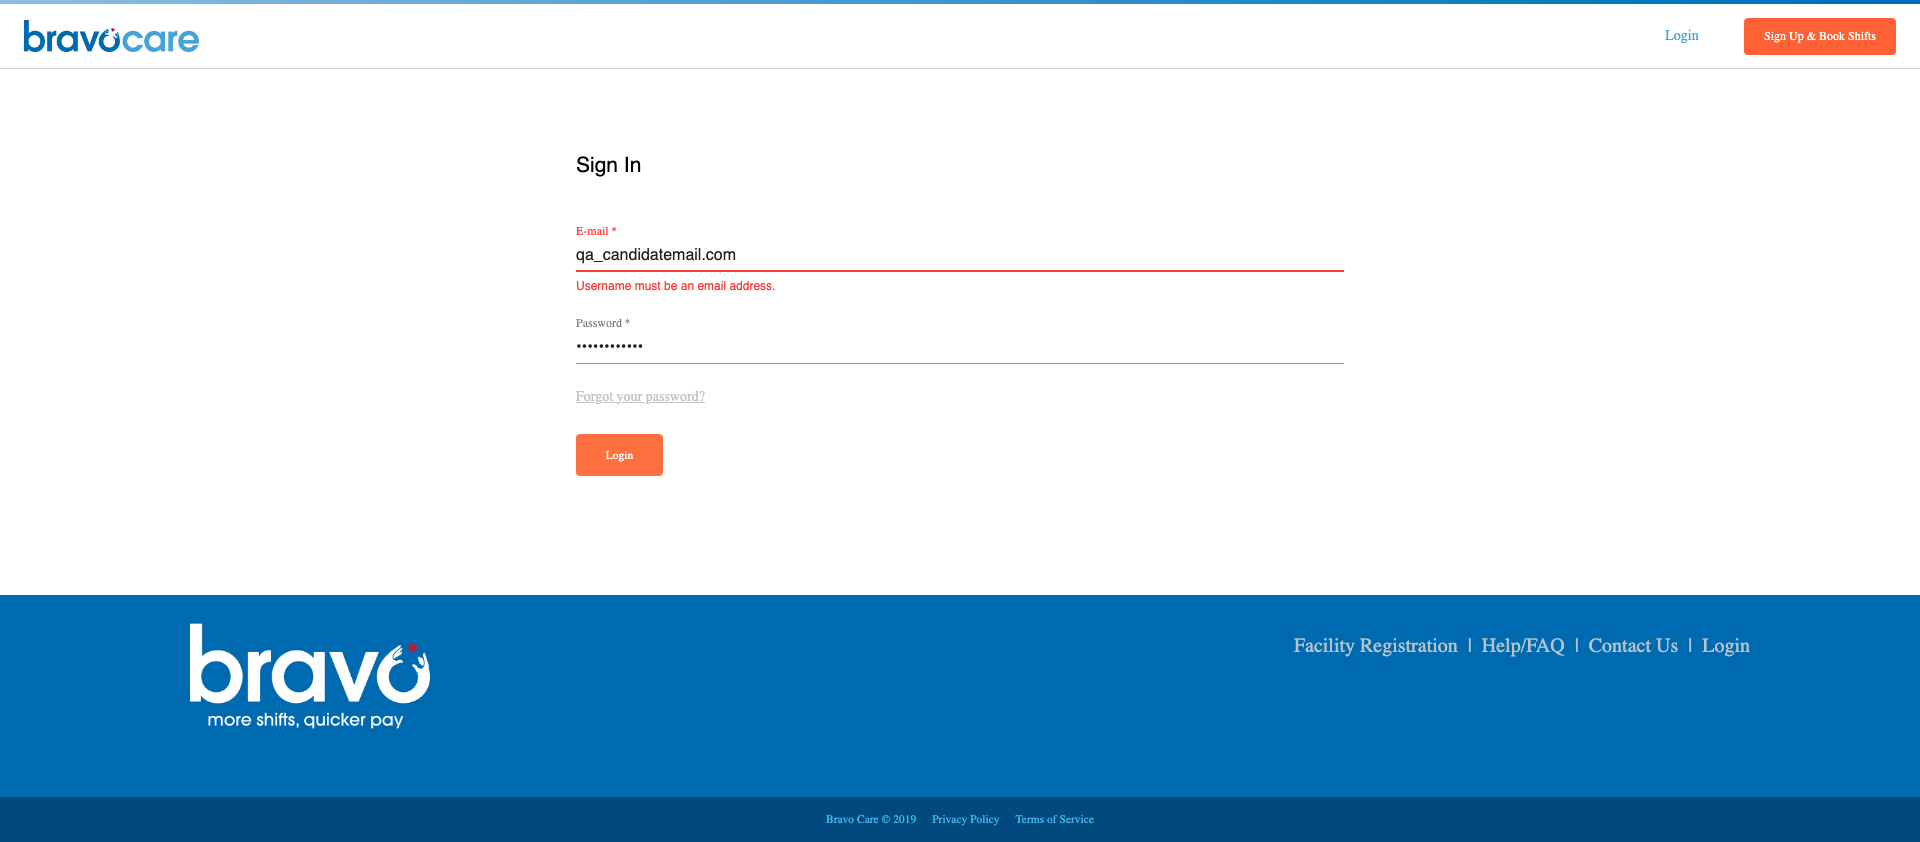 bravocare
Login
Sign Up & Book Shifts
Sign In
E-mail *
qa_candidatemail.com
Username must be an email address.
Password *
••••••••••••
Forgot your password?
Login
bravo
more shifts, quicker pay
Facility Registration | Help/FAQ | Contact Us | Login
Bravo Care © 2019 Privacy Policy Terms of Service